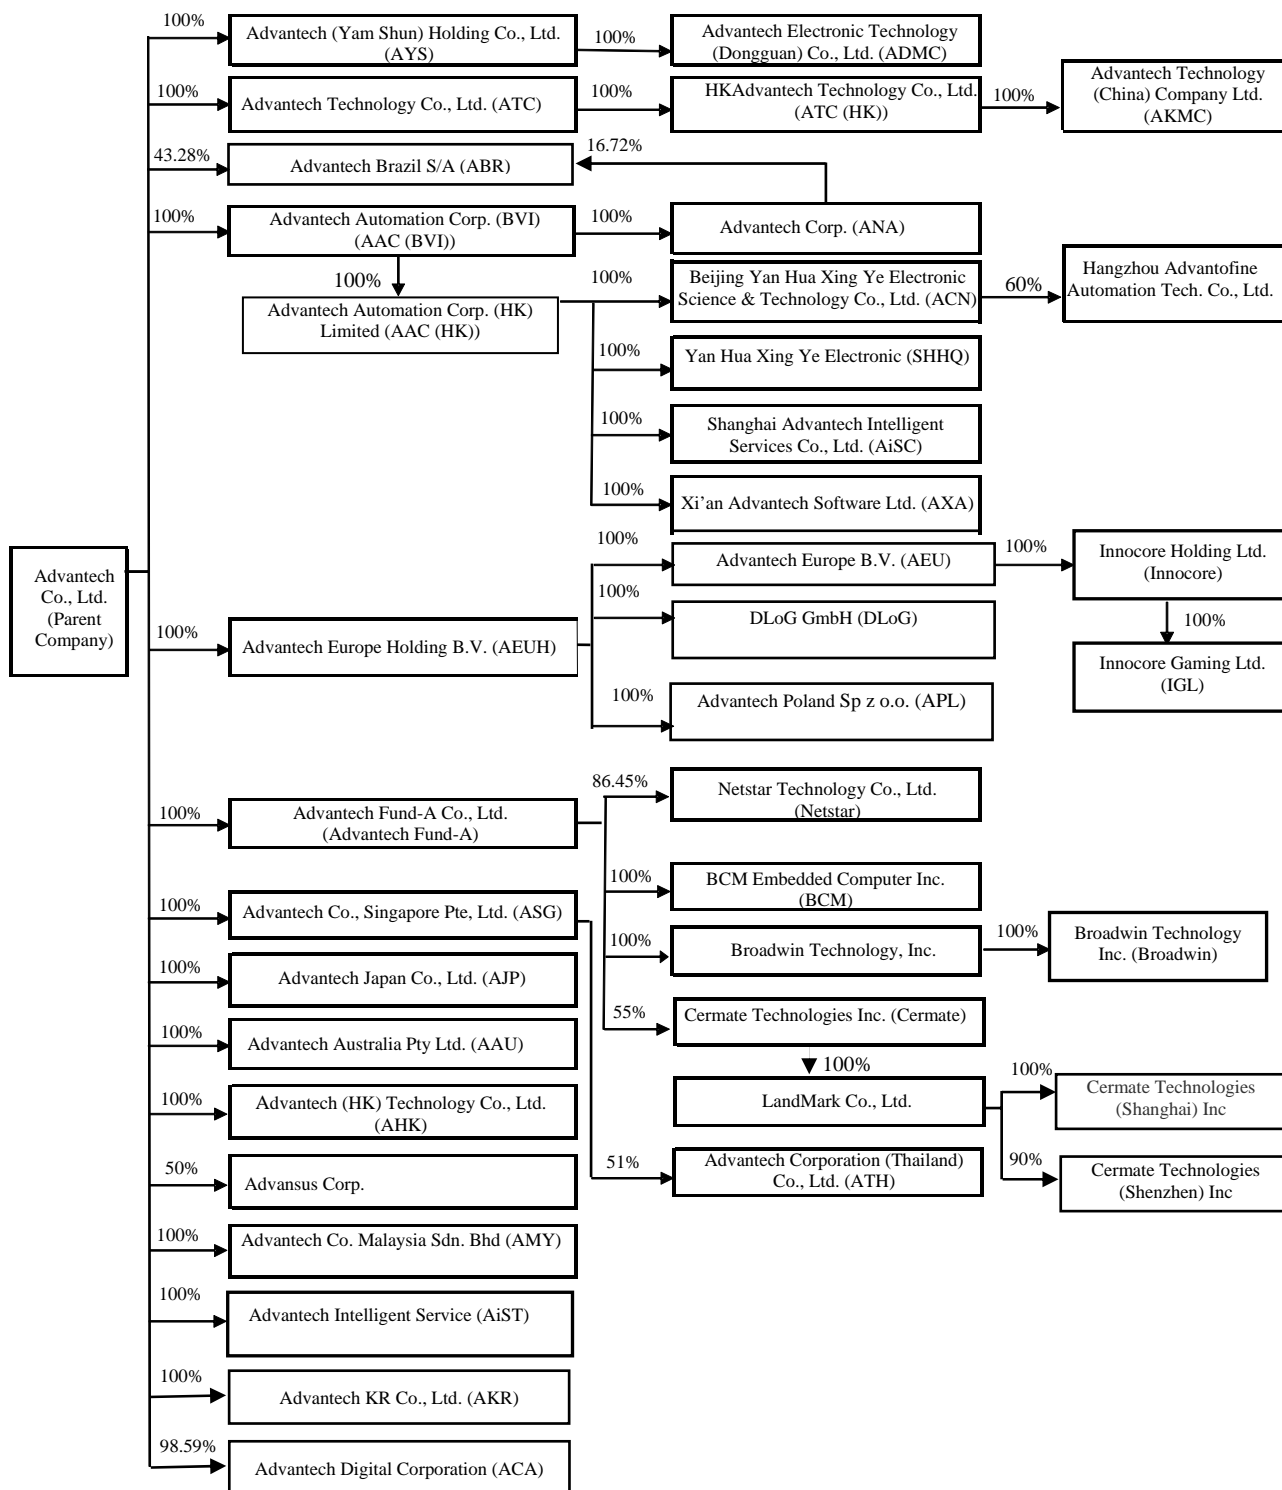 100%
Advantech (Yam Shun) Holding Co., Ltd.
(AYS)
100%
Advantech Electronic Technology
(Dongguan) Co., Ltd. (ADMC)
100%
Advantech Technology Co., Ltd. (ATC)
100%
HKAdvantech Technology Co., Ltd.
(ATC (HK))
100%
Advantech Technology
(China) Company Ltd.
(AKMC)
43.28%
Advantech Brazil S/A (ABR)
16.72%
100%
Advantech Automation Corp. (BVI)
(AAC (BVI))
100%
Advantech Corp. (ANA)
100%
Advantech Automation Corp. (HK)
Limited (AAC (HK))
100%
Beijing Yan Hua Xing Ye Electronic
Science & Technology Co., Ltd. (ACN)
60%
Hangzhou Advantofine
Automation Tech. Co., Ltd.
100%
Yan Hua Xing Ye Electronic (SHHQ)
100%
Shanghai Advantech Intelligent
Services Co., Ltd. (AiSC)
100%
Xi’an Advantech Software Ltd. (AXA)
Advantech
Co., Ltd.
(Parent
Company)
100%
Advantech Europe Holding B.V. (AEUH)
100%
Advantech Europe B.V. (AEU)
100%
Innocore Holding Ltd.
(Innocore)
100%
Innocore Gaming Ltd.
(IGL)
100%
DLoG GmbH (DLoG)
100%
Advantech Poland Sp z o.o. (APL)
100%
Advantech Fund-A Co., Ltd.
(Advantech Fund-A)
86.45%
Netstar Technology Co., Ltd.
(Netstar)
100%
BCM Embedded Computer Inc.
(BCM)
100%
Broadwin Technology, Inc.
100%
Broadwin Technology
Inc. (Broadwin)
55%
Cermate Technologies Inc. (Cermate)
100%
LandMark Co., Ltd.
100%
Cermate Technologies
(Shanghai) Inc
90%
Cermate Technologies
(Shenzhen) Inc
100%
Advantech Co., Singapore Pte, Ltd. (ASG)
51%
Advantech Corporation (Thailand)
Co., Ltd. (ATH)
100%
Advantech Japan Co., Ltd. (AJP)
100%
Advantech Australia Pty Ltd. (AAU)
100%
Advantech (HK) Technology Co., Ltd.
(AHK)
50%
Advansus Corp.
100%
Advantech Co. Malaysia Sdn. Bhd (AMY)
100%
Advantech Intelligent Service (AiST)
100%
Advantech KR Co., Ltd. (AKR)
98.59%
Advantech Digital Corporation (ACA)